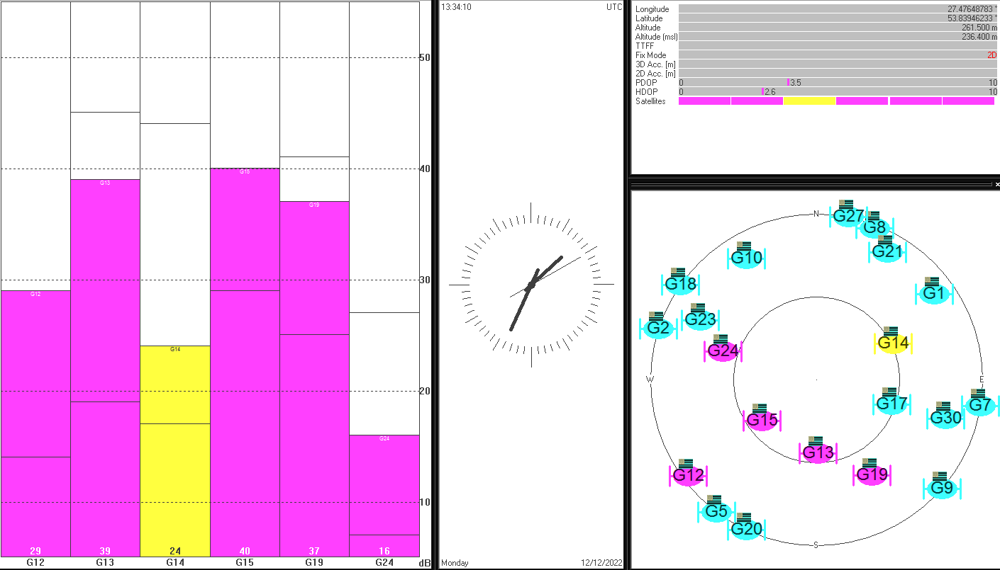 50
40
30
20
10
G12
G13
G14
G15
G19
G24
29 39 24 40 37 16
G12 G13 G14 G15 G19 G24 dB
13:34:10 UTC
Monday 12/12/2022
Longitude 27.47648783 °
Latitude 53.83946233 °
Altitude 261.500 m
Altitude (msl) 236.400 m
TTFF
Fix Mode 2D
3D Acc. [m]
2D Acc. [m]
PDOP 0 3.5 10
HDOP 0 2.6 10
Satellites
x
N
G27
G8
G21
G10
G18
G1
G23
G2
G14
G24
W
E
G17
G7
G30
G15
G13
G12
G19
G9
G5
G20
S